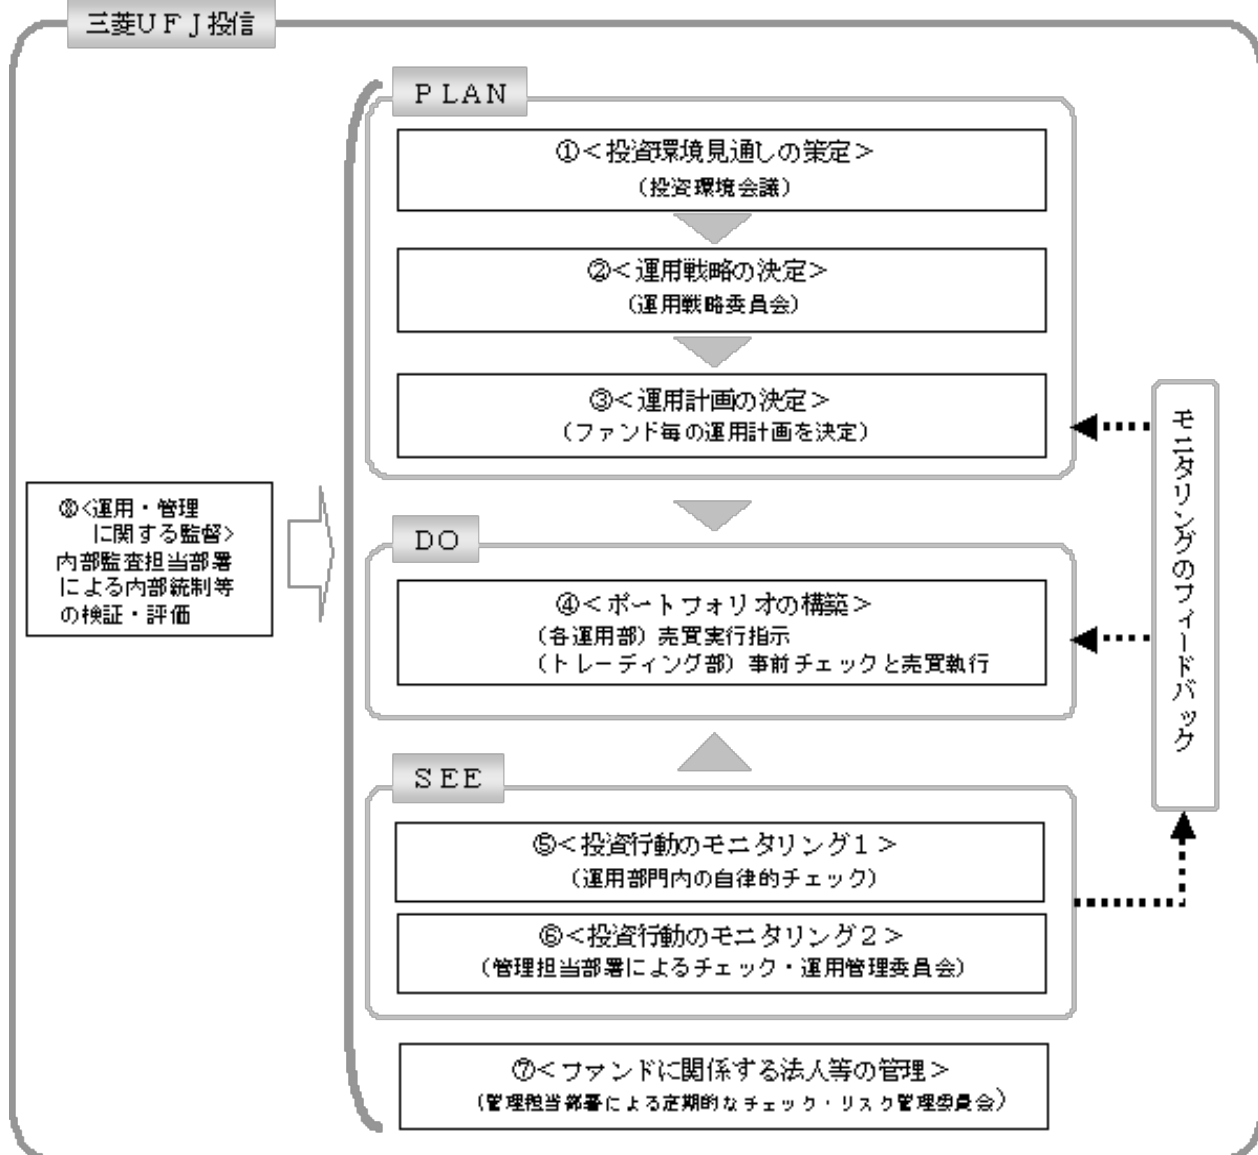 三菱ＵＦＪ投信
ＰＬＡＮ
①＜投資環境見通しの策定＞
（投資環境会議）
②＜運用戦略の決定＞
（運用戦略委員会）
③＜運用計画の決定＞
（ファンド毎の運用計画を決定）
モニタリングのフィードバック
⑧＜運用・管理
に関する監督＞
内部監査担当部署
による内部統制等
の検証・評価
ＤＯ
④＜ポートフォリオの構築＞
（各運用部）売買実行指示
（トレーディング部）事前チェックと売買執行
ＳＥＥ
⑤＜投資行動のモニタリング１＞
（運用部門内の自律的チェック）
⑥＜投資行動のモニタリング２＞
（管理担当部署によるチェック・運用管理委員会）
⑦＜ファンドに関係する法人等の管理＞
（管理担当部署による定期的なチェック・リスク管理委員会）